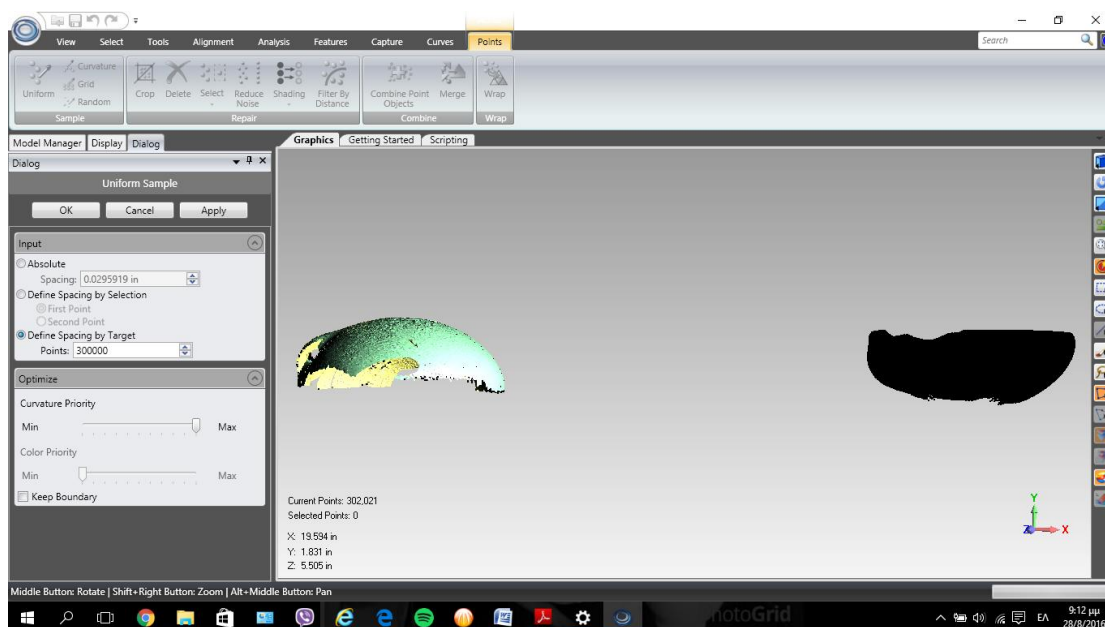 View Select Tools Alignment Analysis Features Capture Curves Points
Search
Uniform
Curvature
Grid
Random
Sample
Crop Delete Select Reduce Noise Shading Filter By Distance
Repair
Combine Point Objects Merge
Combine
Wrap
Wrap
Model Manager Display Dialog
Graphics Getting Started Scripting
Dialog
Uniform Sample
OK Cancel Apply
Input
Absolute
Spacing: 0.0295919 in
Define Spacing by Selection
First Point
Second Point
Define Spacing by Target
Points: 300000
Optimize
Curvature Priority
Min Max
Color Priority
Min Max
Keep Boundary
Current Points: 302,021
Selected Points: 0
X: 19.594 in
Y: 1.831 in
Z: 5.505 in
Y
Z X
Middle Button: Rotate | Shift+Right Button: Zoom | Alt+Middle Button: Pan
hotoGrid
ΕΛ
9:12 μμ
28/8/2016